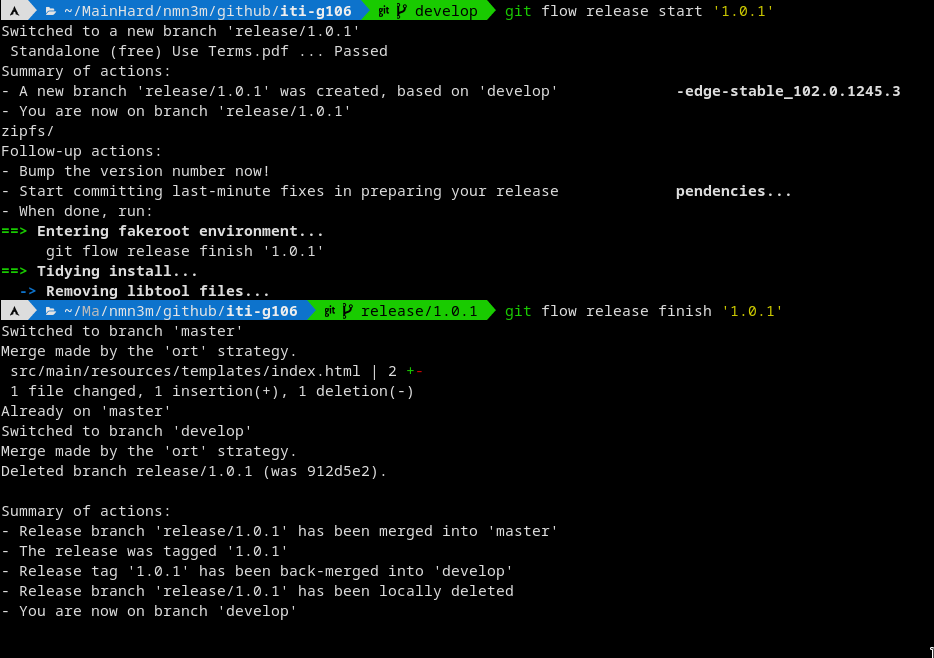 ~/MainHard/nmn3m/github/iti-g106 git develop git flow release start '1.0.1'
Switched to a new branch 'release/1.0.1'
Standalone (free) Use Terms.pdf ... Passed
Summary of actions:
- A new branch 'release/1.0.1' was created, based on 'develop' -edge-stable_102.0.1245.3
- You are now on branch 'release/1.0.1'
zipfs/
Follow-up actions:
- Bump the version number now!
- Start committing last-minute fixes in preparing your release pendencies...
- When done, run:
==> Entering fakeroot environment...
git flow release finish '1.0.1'
==> Tidying install...
-> Removing libtool files...
~/Ma/nmn3m/github/iti-g106 git release/1.0.1 git flow release finish '1.0.1'
Switched to branch 'master'
Merge made by the 'ort' strategy.
src/main/resources/templates/index.html | 2 +-
1 file changed, 1 insertion(+), 1 deletion(-)
Already on 'master'
Switched to branch 'develop'
Merge made by the 'ort' strategy.
Deleted branch release/1.0.1 (was 912d5e2).
Summary of actions:
- Release branch 'release/1.0.1' has been merged into 'master'
- The release was tagged '1.0.1'
- Release tag '1.0.1' has been back-merged into 'develop'
- Release branch 'release/1.0.1' has been locally deleted
- You are now on branch 'develop'